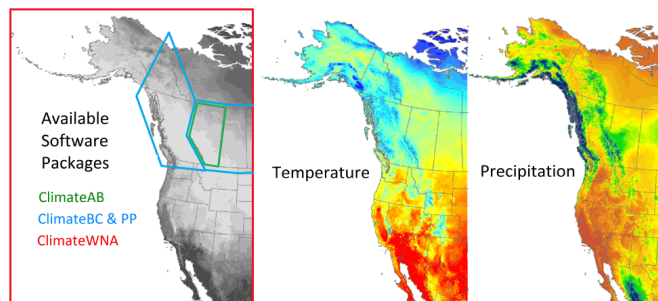 Available
Software
Packages
ClimateAB
ClimateBC & PP
ClimateWNA
Temperature
Precipitation